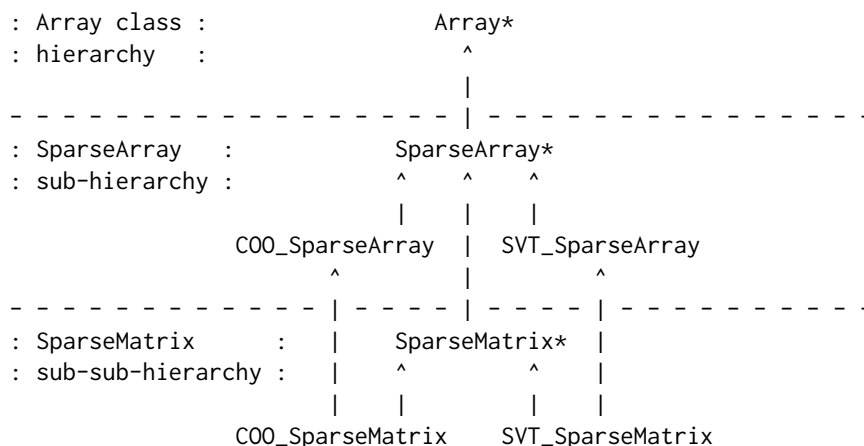 : Array class :                 Array*
: hierarchy   :                   ^
                                  |
- - - - - - - - - - - - - - - - - | - - - - - - - - - - - - - - -
: SparseArray   :            SparseArray*
: sub-hierarchy :            ^    ^    ^
                             |    |    |
                 COO_SparseArray  |  SVT_SparseArray
                        ^         |         ^
- - - - - - - - - - - - | - - - - | - - - - | - - - - - - - - - -
: SparseMatrix      :   |    SparseMatrix*  |
: sub-sub-hierarchy :   |    ^         ^    |
                        |    |         |    |
                 COO_SparseMatrix    SVT_SparseMatrix